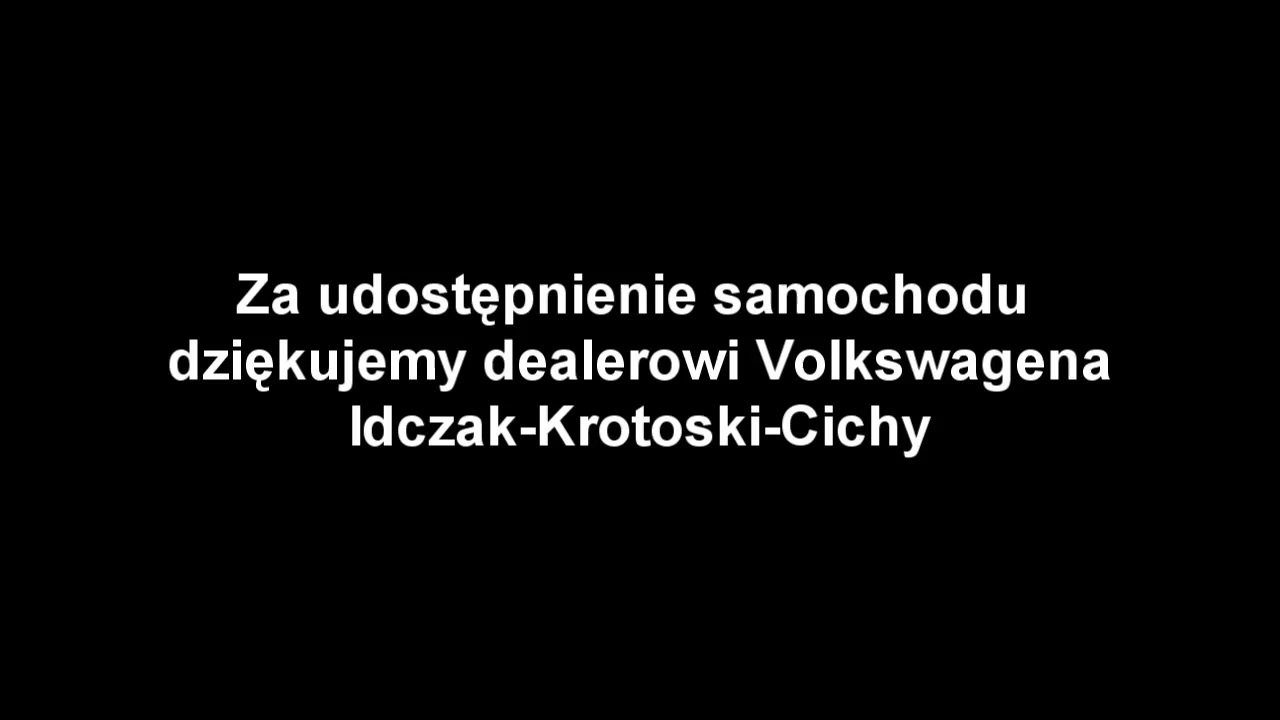 Za udostępnienie samochodu
dziękujemy dealerowi Volkswagena
Idczak-Krotoski-Cichy